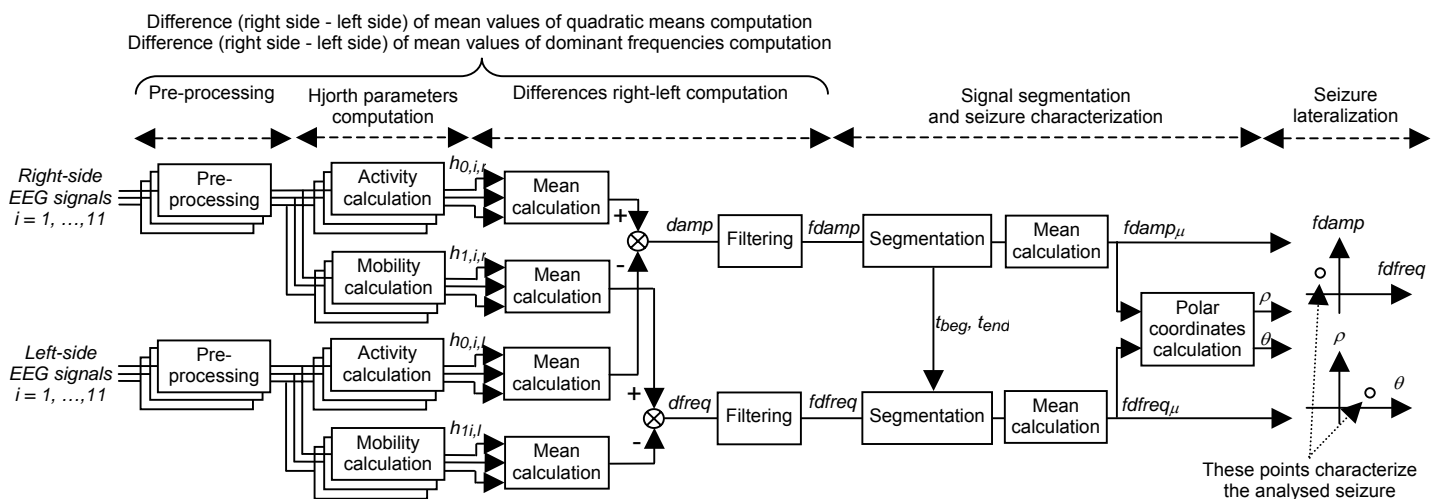 Difference (right side - left side) of mean values of quadratic means computation
Difference (right side - left side) of mean values of dominant frequencies computation
Pre-processing
Hjorth parameters
computation
Differences right-left computation
Signal segmentation
and seizure characterization
Seizure
lateralization
Right-side
EEG signals
i = 1, …,11
Pre-
processing
Activity
calculation
h0,i,r
Mean
calculation
+
-
damp
Filtering
fdamp
Segmentation
Mean
calculation
fdampμ
fdamp
fdfreq
Mobility
calculation
h1,i,r
Mean
calculation
tbeg, tend
Polar
coordinates
calculation
ρ
θ
Left-side
EEG signals
i = 1, …,11
Pre-
processing
Activity
calculation
h0,i,l
Mean
calculation
+
-
dfreq
Filtering
fdfreq
Segmentation
Mean
calculation
fdfreqμ
ρ
θ
Mobility
calculation
h1i,l
Mean
calculation
These points characterize
the analysed seizure